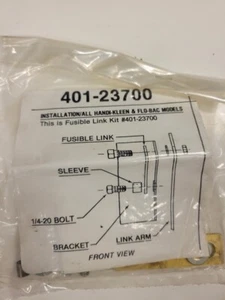 401-23700
INSTALLATION/ALL HANDI-KLEEN & FLO-BAC MODELS
This is Fusible Link Kit #401-23700
FUSIBLE LINK
SLEEVE
1/4-20 BOLT
BRACKET
LINK ARM
FRONT VIEW